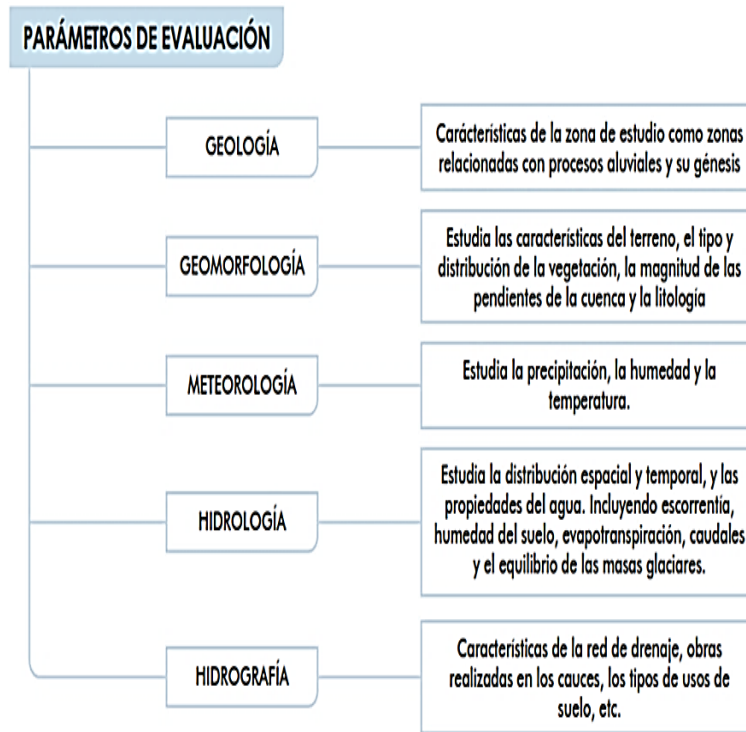 PARÁMETROS DE EVALUACIÓN
GEOLOGÍA
Carácterísticas de la zona de estudio como zonas
relacionadas con procesos aluviales y su génesis
GEOMORFOLOGÍA
Estudia las características del terreno, el tipo y
distribución de la vegetación, la magnitud de las
pendientes de la cuenca y la litología
METEOROLOGÍA
Estudia la precipitación, la humedad y la
temperatura.
HIDROLOGÍA
Estudia la distribución espacial y temporal, y las
propiedades del agua. Incluyendo escorrentía,
humedad del suelo, evapotranspiración, caudales
y el equilibrio de las masas glaciares.
HIDROGRAFÍA
Características de la red de drenaje, obras
realizadas en los cauces, los tipos de usos de
suelo, etc.